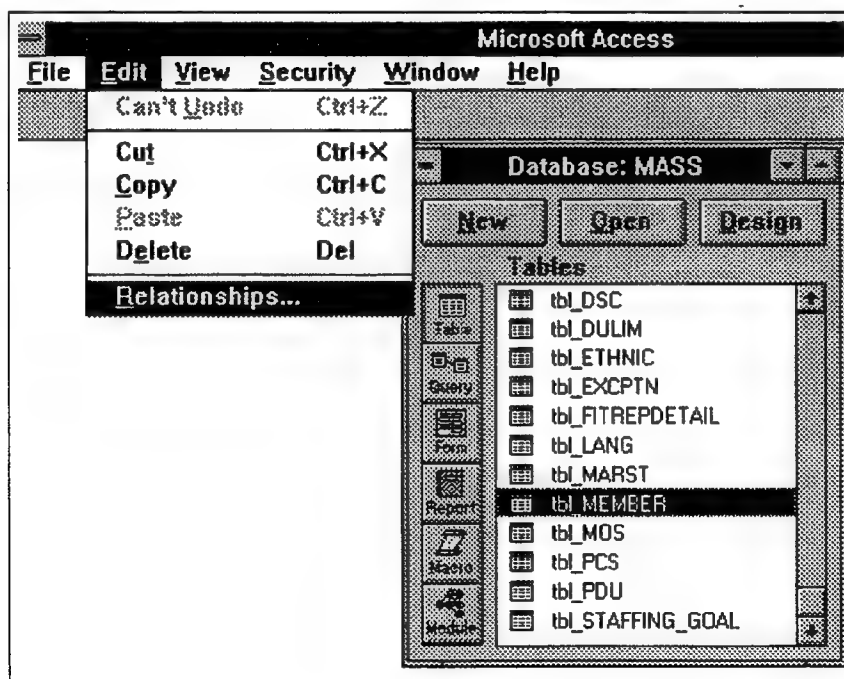 Microsoft Access
File Edit View Security Window Help
Can't Undo Ctrl+Z
Cut Ctrl+X
Copy Ctrl+C
Paste Ctrl+V
Delete Del
Relationships...
Database: MASS
New Open Design
Tables
Table
Query
Form
Report
Macro
Module
tbl_DSC
tbl_DULIM
tbl_ETHNIC
tbl_EXCPTN
tbl_FITREPDETAIL
tbl_LANG
tbl_MARST
tbl_MEMBER
tbl_MOS
tbl_PCS
tbl_PDU
tbl_STAFFING_GOAL